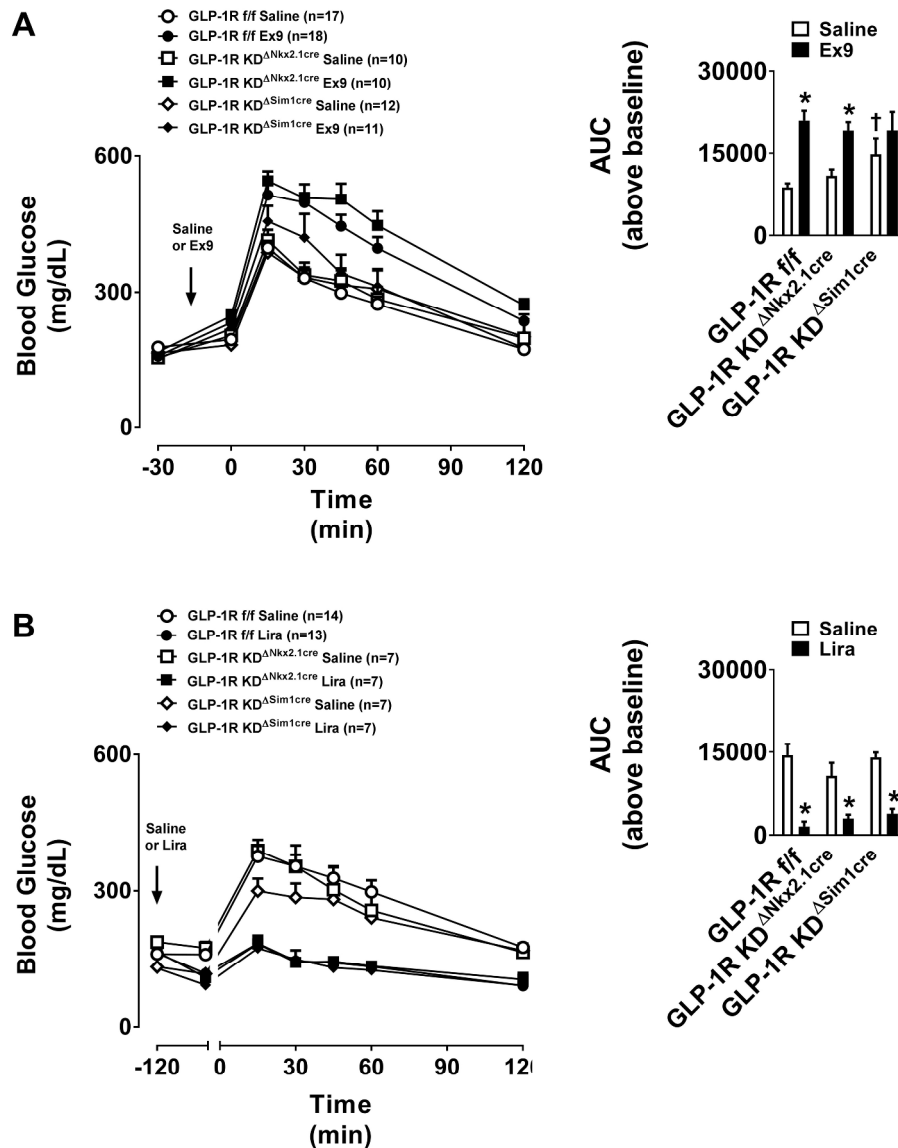 A
GLP-1R f/f Saline (n=17)
GLP-1R f/f Ex9 (n=18)
GLP-1R KD^ΔNkx2.1cre Saline (n=10)
GLP-1R KD^ΔNkx2.1cre Ex9 (n=10)
GLP-1R KD^ΔSim1cre Saline (n=12)
GLP-1R KD^ΔSim1cre Ex9 (n=11)
Blood Glucose
(mg/dL)
600
300
0
Saline
or Ex9
-30 0 30 60 90 120
Time
(min)
Saline
Ex9
AUC
(above baseline)
30000
15000
0
* * †
GLP-1R f/f
GLP-1R KD^ΔNkx2.1cre
GLP-1R KD^ΔSim1cre
B
GLP-1R f/f Saline (n=14)
GLP-1R f/f Lira (n=13)
GLP-1R KD^ΔNkx2.1cre Saline (n=7)
GLP-1R KD^ΔNkx2.1cre Lira (n=7)
GLP-1R KD^ΔSim1cre Saline (n=7)
GLP-1R KD^ΔSim1cre Lira (n=7)
Blood Glucose
(mg/dL)
600
300
0
Saline
or Lira
-120 0 30 60 90 120
Time
(min)
Saline
Lira
AUC
(above baseline)
30000
15000
0
* * *
GLP-1R f/f
GLP-1R KD^ΔNkx2.1cre
GLP-1R KD^ΔSim1cre